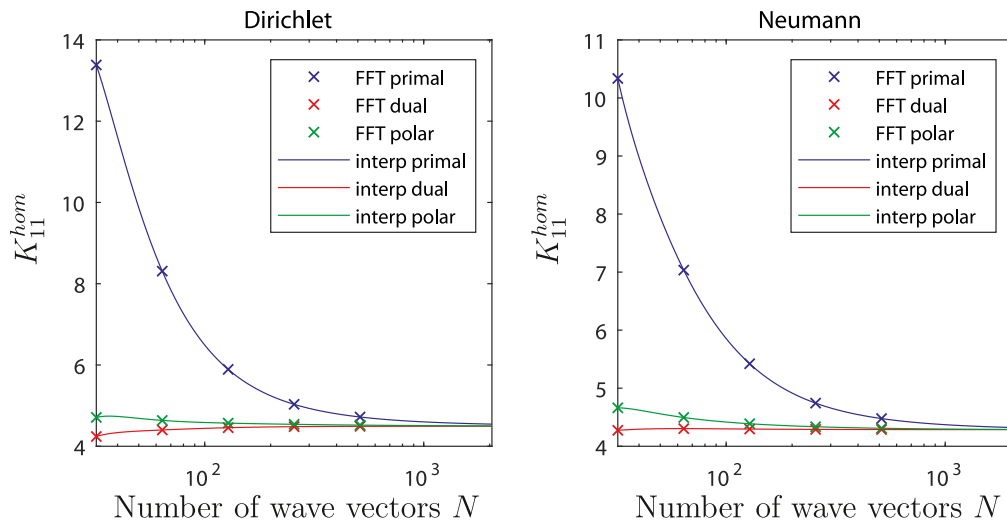 Dirichlet
14
12
10
8
6
4
K_{11}^{hom}
10^2
10^3
Number of wave vectors N
FFT primal
FFT dual
FFT polar
interp primal
interp dual
interp polar
Neumann
11
10
9
8
7
6
5
4
K_{11}^{hom}
10^2
10^3
Number of wave vectors N
FFT primal
FFT dual
FFT polar
interp primal
interp dual
interp polar